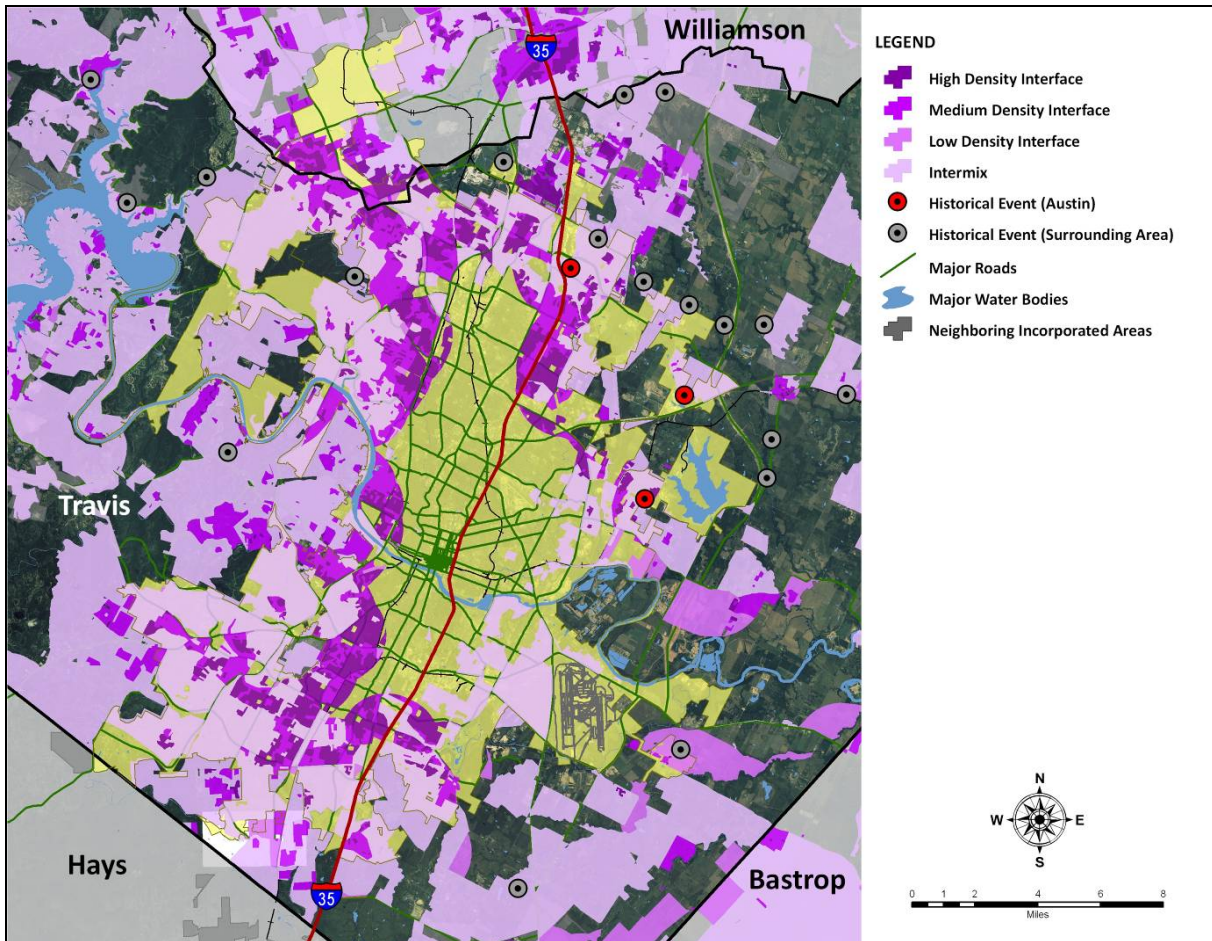 Williamson
35
Travis
Hays
35
Bastrop
LEGEND
High Density Interface
Medium Density Interface
Low Density Interface
Intermix
Historical Event (Austin)
Historical Event (Surrounding Area)
Major Roads
Major Water Bodies
Neighboring Incorporated Areas
N
W E
S
0 2 4 6 8
Miles